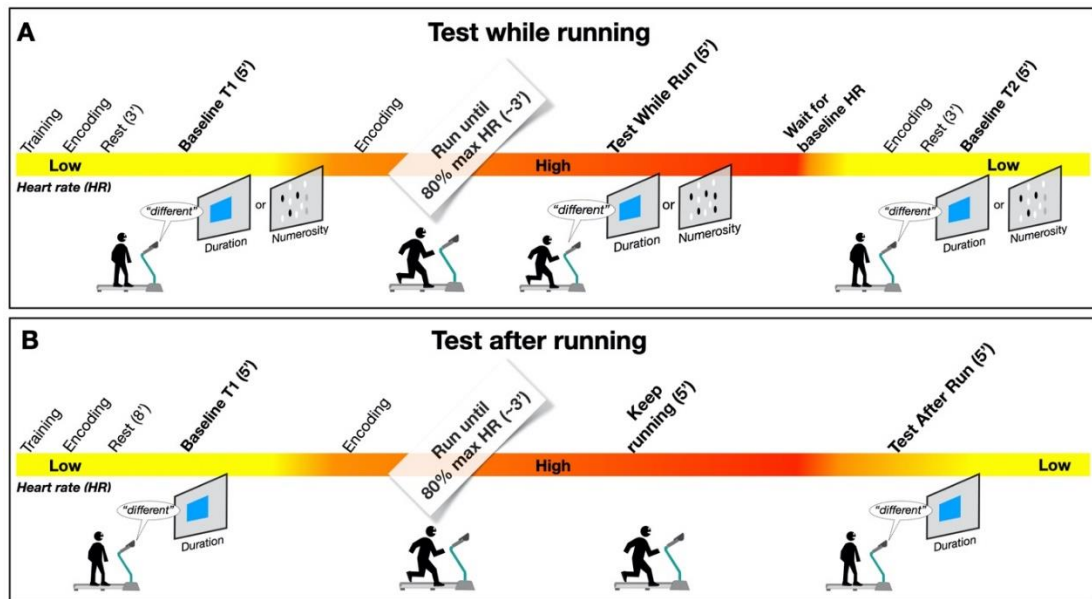 A
Test while running
Training
Encoding
Rest (3’)
Baseline T1 (5’)
Encoding
Run until
80% max HR (~3’)
Test While Run (5’)
Wait for
baseline HR
Encoding
Rest (3’)
Baseline T2 (5’)
Low
High
Low
Heart rate (HR)
“different”
Duration
or
Numerosity
“different”
Duration
or
Numerosity
“different”
Duration
or
Numerosity
B
Test after running
Training
Encoding
Rest (8’)
Baseline T1 (5’)
Encoding
Run until
80% max HR (~3’)
Keep
running (5’)
Test After Run (5’)
Low
High
Low
Heart rate (HR)
“different”
Duration
“different”
Duration